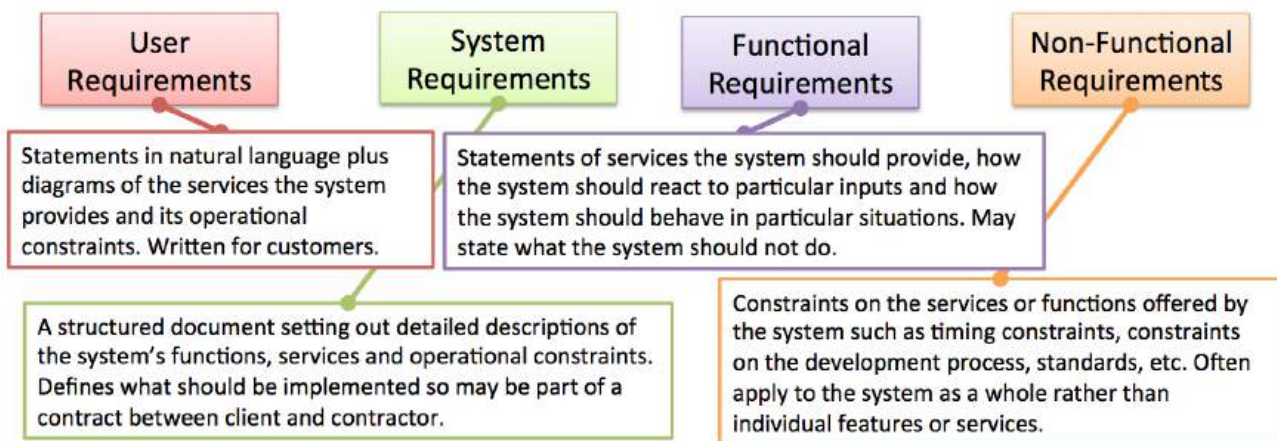 User
Requirements
System
Requirements
Functional
Requirements
Non-Functional
Requirements
Statements in natural language plus
diagrams of the services the system
provides and its operational
constraints. Written for customers.
Statements of services the system should provide, how
the system should react to particular inputs and how
the system should behave in particular situations. May
state what the system should not do.
A structured document setting out detailed descriptions of
the system's functions, services and operational constraints.
Defines what should be implemented so may be part of a
contract between client and contractor.
Constraints on the services or functions offered by
the system such as timing constraints, constraints
on the development process, standards, etc. Often
apply to the system as a whole rather than
individual features or services.